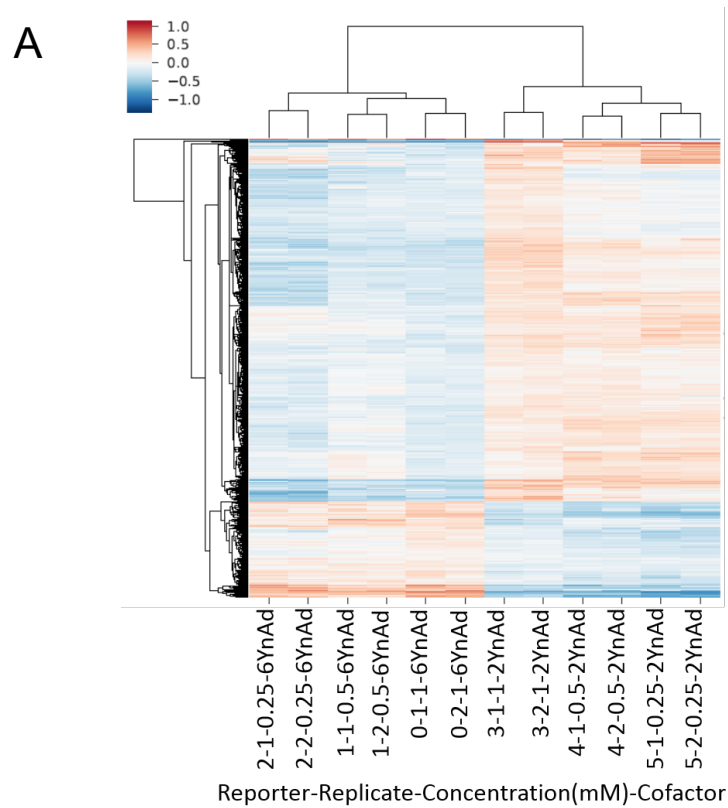 A
1.0
0.5
0.0
−0.5
−1.0
2-1-0.25-6YnAd
2-2-0.25-6YnAd
1-1-0.5-6YnAd
1-2-0.5-6YnAd
0-1-1-6YnAd
0-2-1-6YnAd
3-1-1-2YnAd
3-2-1-2YnAd
4-1-0.5-2YnAd
4-2-0.5-2YnAd
5-1-0.25-2YnAd
5-2-0.25-2YnAd
Reporter-Replicate-Concentration(mM)-Cofactor